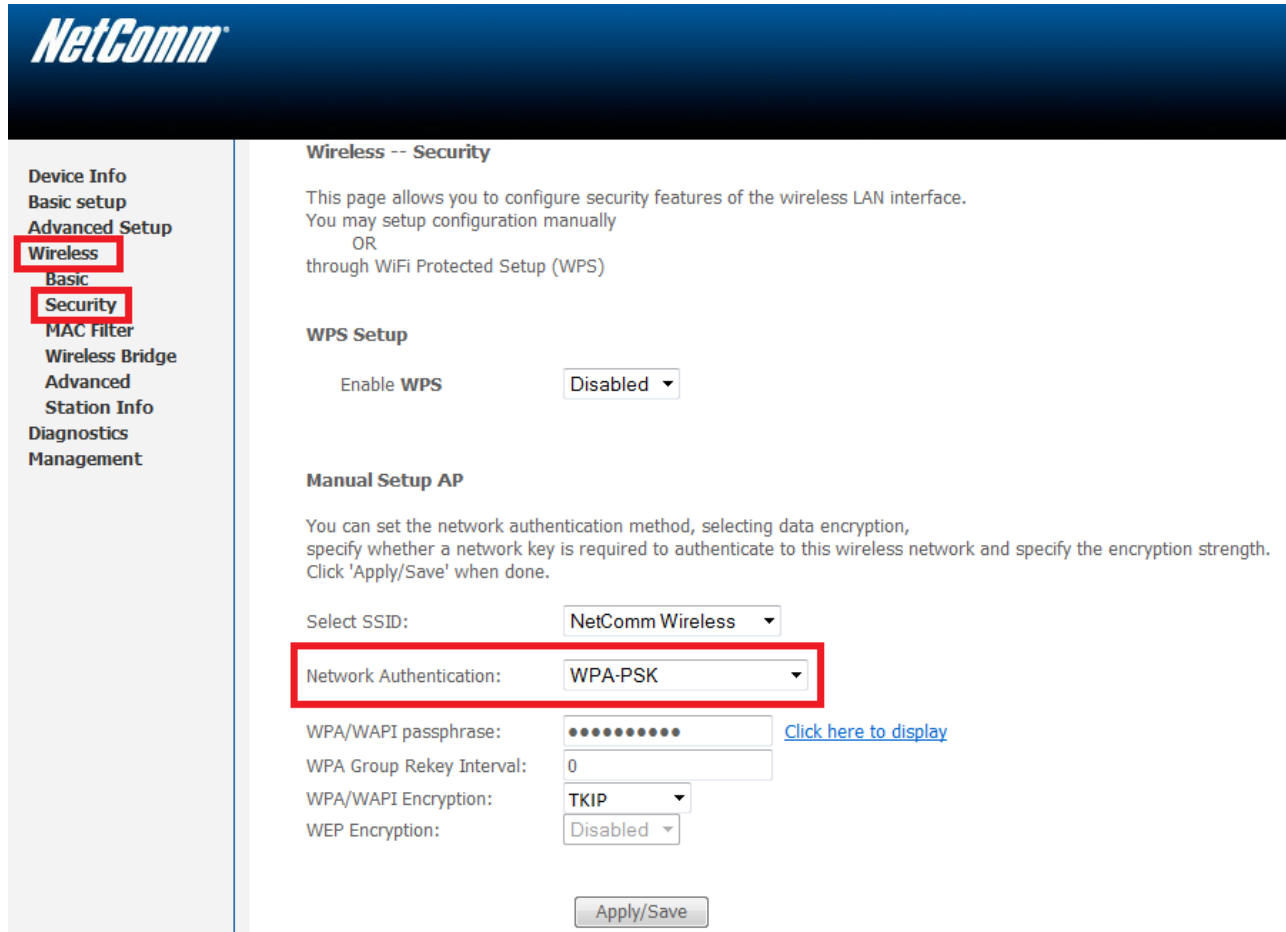 NetComm
Device Info
Basic setup
Advanced Setup
Wireless
Basic
Security
MAC Filter
Wireless Bridge
Advanced
Station Info
Diagnostics
Management
Wireless -- Security
This page allows you to configure security features of the wireless LAN interface.
You may setup configuration manually
OR
through WiFi Protected Setup (WPS)
WPS Setup
Enable WPS Disabled
Manual Setup AP
You can set the network authentication method, selecting data encryption,
specify whether a network key is required to authenticate to this wireless network and specify the encryption strength.
Click 'Apply/Save' when done.
Select SSID: NetComm Wireless
Network Authentication: WPA-PSK
WPA/WAPI passphrase: •••••••••• Click here to display
WPA Group Rekey Interval: 0
WPA/WAPI Encryption: TKIP
WEP Encryption: Disabled
Apply/Save